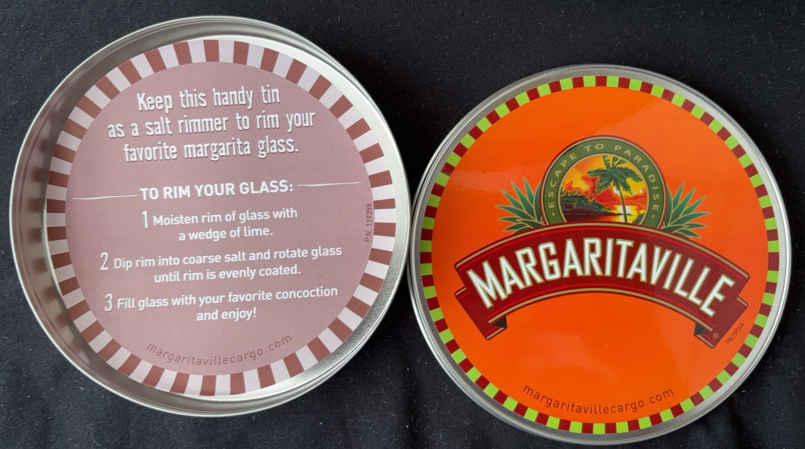 Keep this handy tin
as a salt rimmer to rim your
favorite margarita glass.
TO RIM YOUR GLASS:
1 Moisten rim of glass with
a wedge of lime.
2 Dip rim into coarse salt and rotate glass
until rim is evenly coated.
3 Fill glass with your favorite concoction
and enjoy!
margaritavillecargo.com
ESCAPE TO PARADISE
MARGARITAVILLE
margaritavillecargo.com